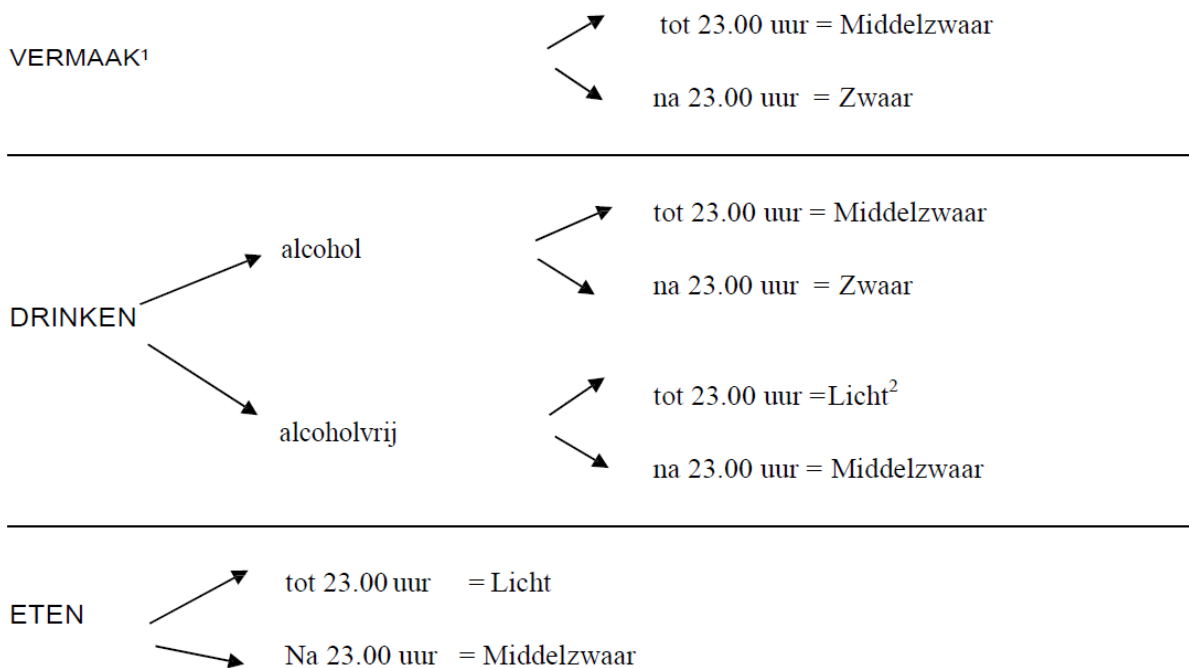 tot 23.00 uur = Middelzwaar
VERMAAK¹
na 23.00 uur = Zwaar
tot 23.00 uur = Middelzwaar
alcohol
na 23.00 uur = Zwaar
DRINKEN
tot 23.00 uur =Licht²
alcoholvrij
na 23.00 uur = Middelzwaar
tot 23.00 uur = Licht
ETEN
Na 23.00 uur = Middelzwaar